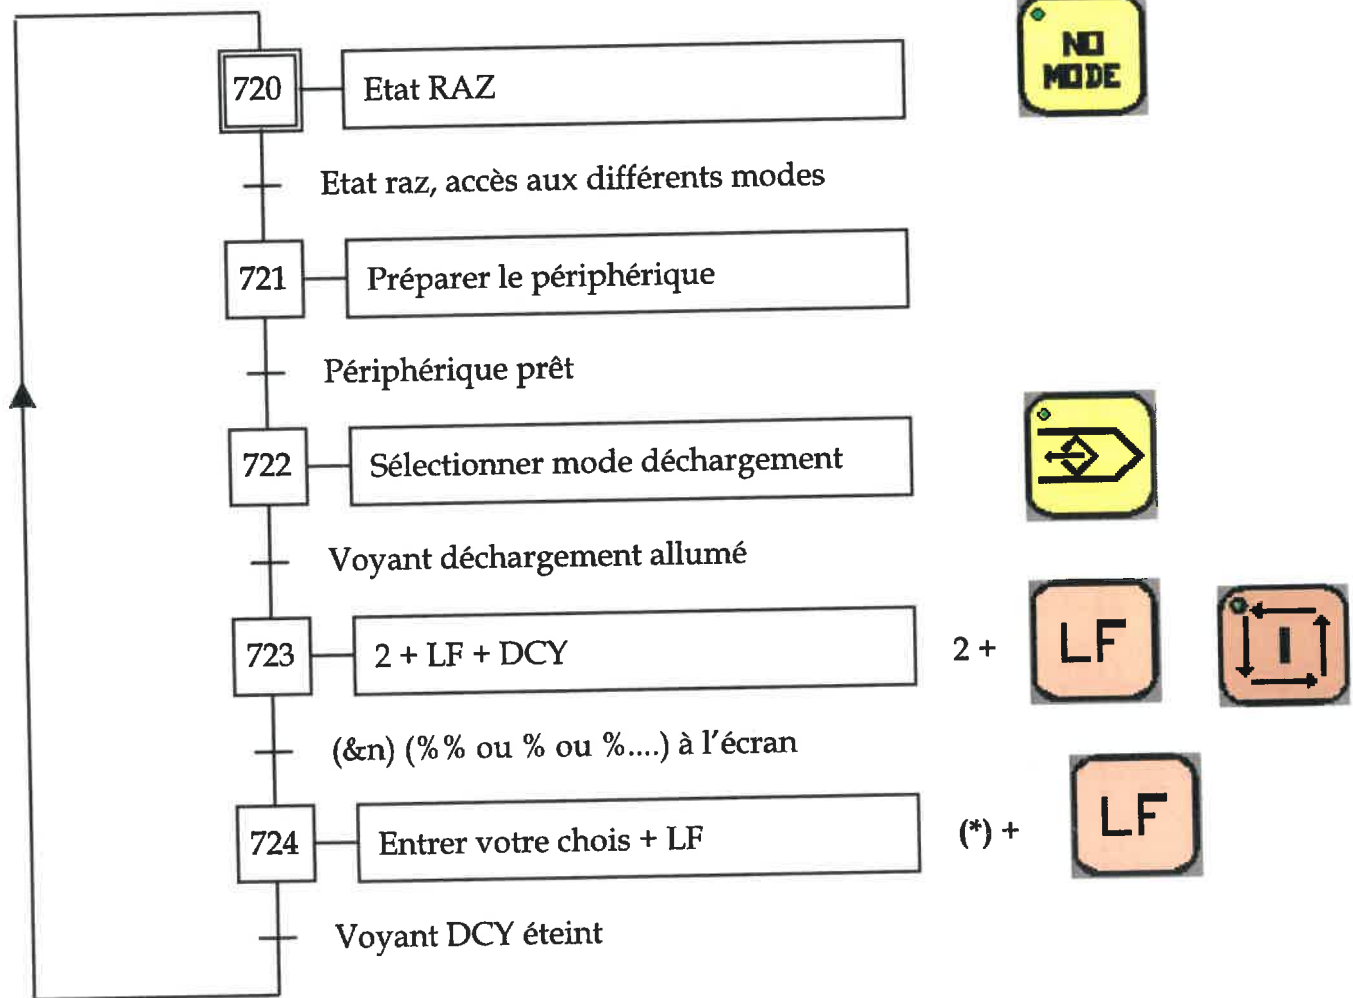 720 Etat RAZ NO
MODE
Etat raz, accès aux différents modes
721 Préparer le périphérique
Périphérique prêt
722 Sélectionner mode déchargement
Voyant déchargement allumé
723 2 + LF + DCY 2 + LF I
(&n) (%% ou % ou %....) à l'écran
724 Entrer votre chois + LF (*) + LF
Voyant DCY éteint